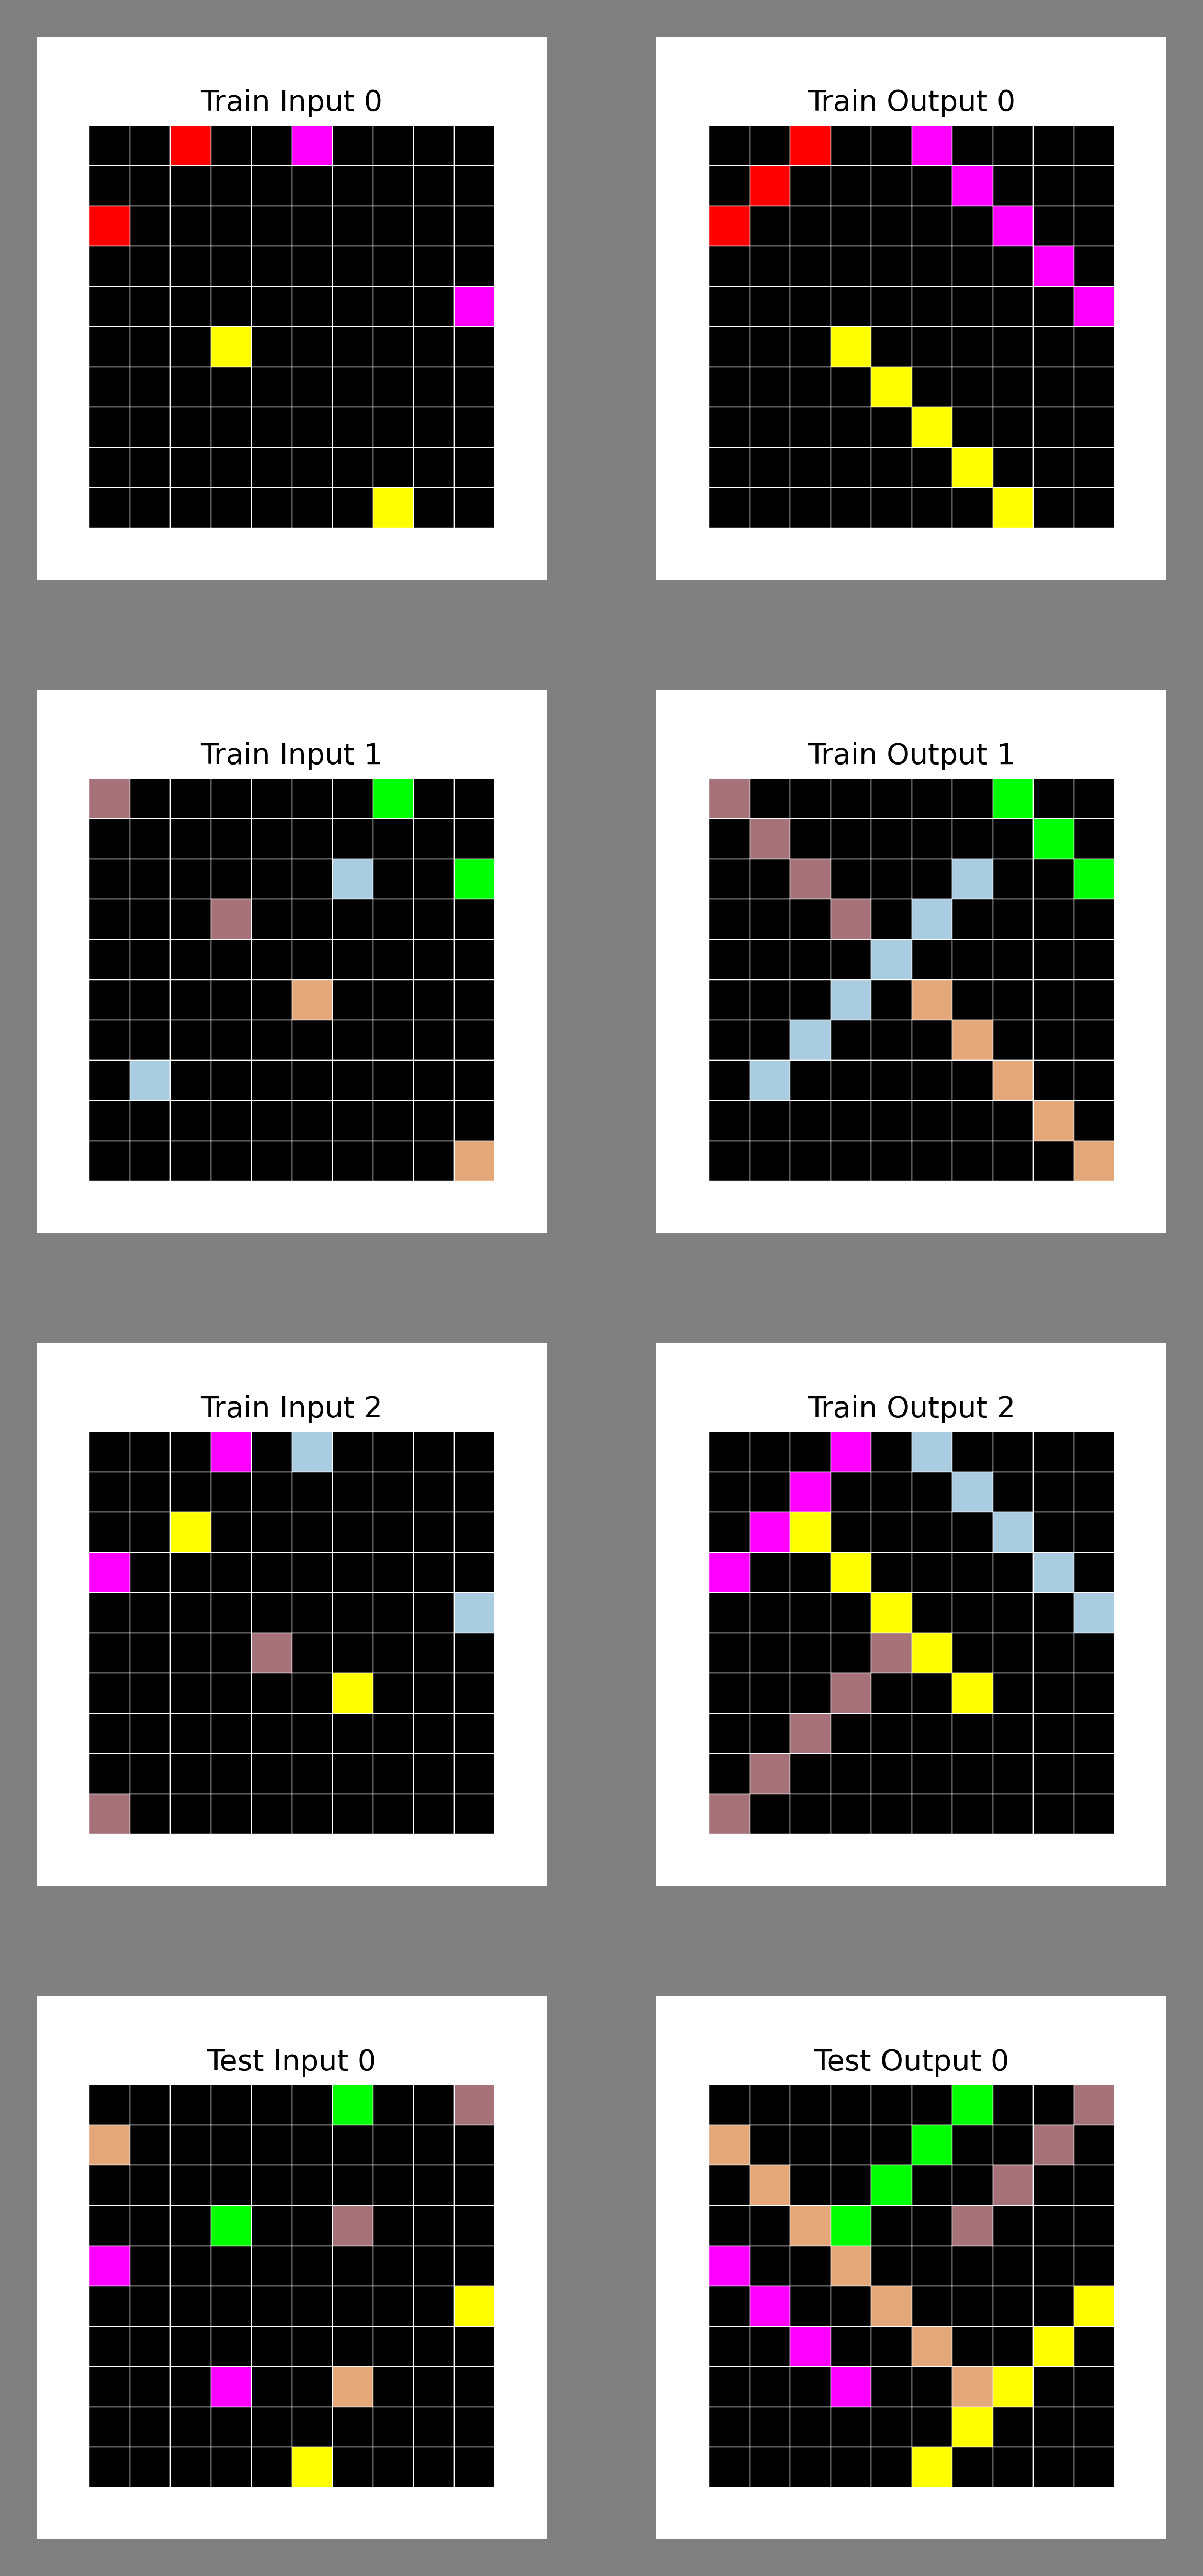 Train Input 0
Train Output 0
Train Input 1
Train Output 1
Train Input 2
Train Output 2
Test Input 0
Test Output 0